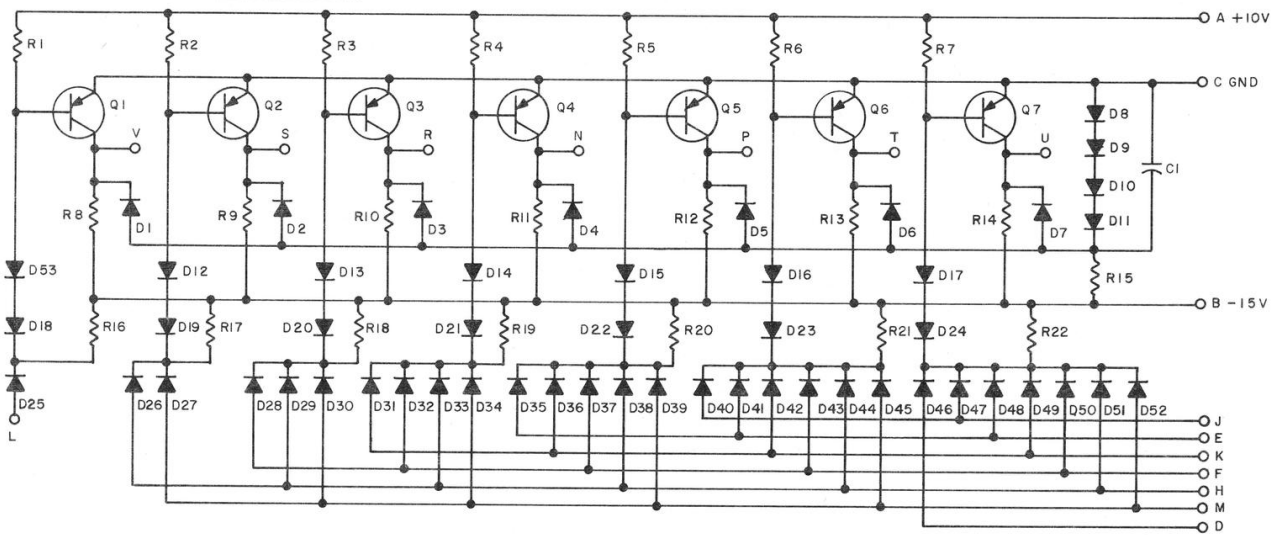 A +10V
R1 R2 R3 R4 R5 R6 R7
C GND
Q1 Q2 Q3 Q4 Q5 Q6 Q7
D8
V S R N P T U
D9
C1
D10
R8 D1 R9 D2 R10 D3 R11 D4 R12 D5 R13 D6 R14 D7 D11
D53 D12 D13 D14 D15 D16 D17 R15
B -15V
D18 R16 D19 R17 D20 R18 D21 R19 D22 R20 D23 R21 D24 R22
D25 D26 D27 D28 D29 D30 D31 D32 D33 D34 D35 D36 D37 D38 D39 D40 D41 D42 D43 D44 D45 D46 D47 D48 D49 D50 D51 D52
L
J
E
K
F
H
M
D